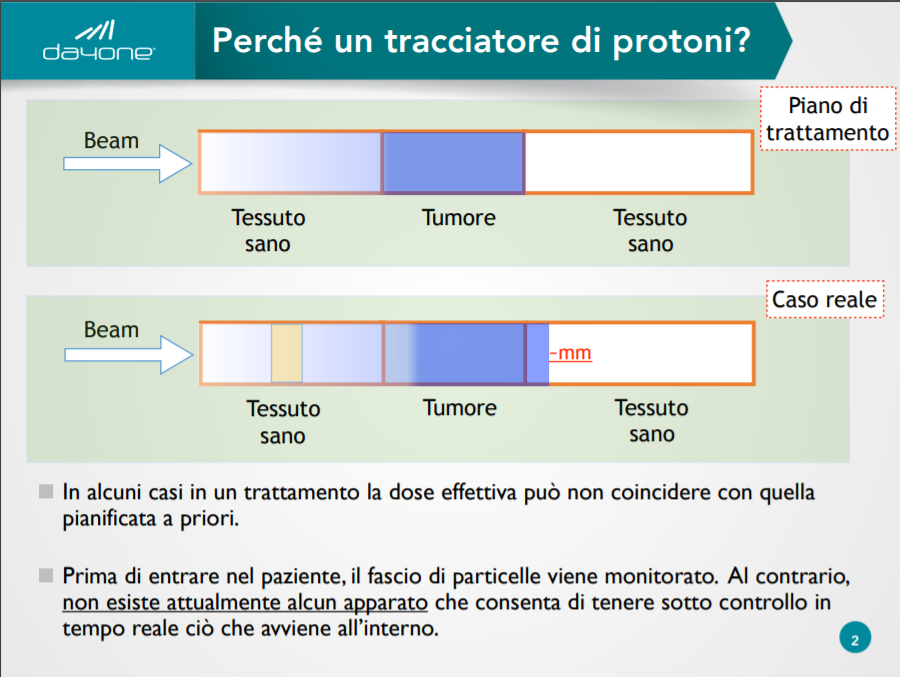 dayone
Perché un tracciatore di protoni?
Piano di
trattamento
Beam
Tessuto
sano
Tumore
Tessuto
sano
Caso reale
Beam
~mm
Tessuto
sano
Tumore
Tessuto
sano
In alcuni casi in un trattamento la dose effettiva può non coincidere con quella
pianificata a priori.
Prima di entrare nel paziente, il fascio di particelle viene monitorato. Al contrario,
non esiste attualmente alcun apparato che consenta di tenere sotto controllo in
tempo reale ciò che avviene all’interno.
2